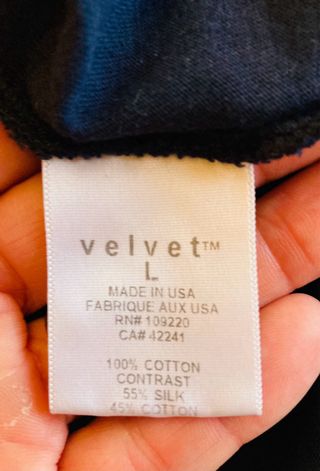 velvet™
L
MADE IN USA
FABRIQUE AUX USA
RN# 109220
CA# 42241
100% COTTON
CONTRAST
55% SILK
45% COTTON